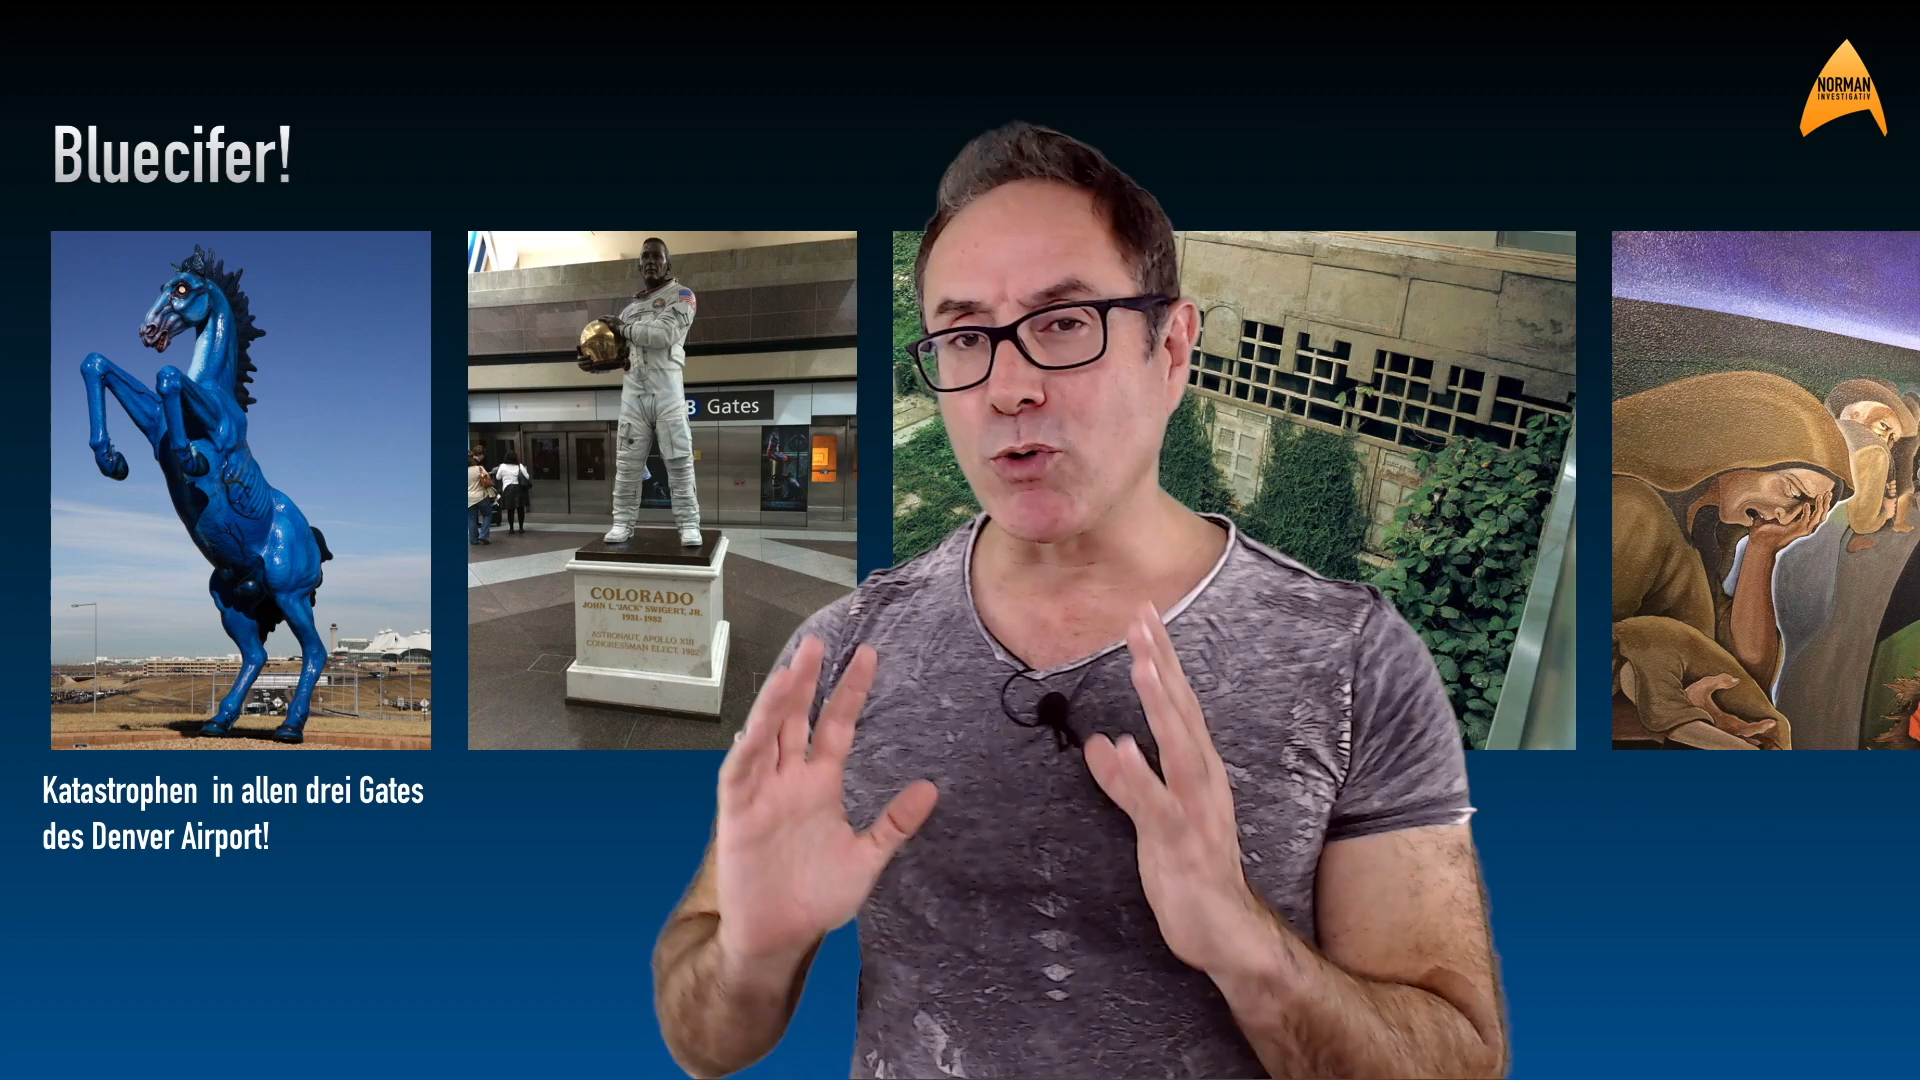 NORMAN
INVESTIGATIV
Bluecifer!
B Gates
COLORADO
JOHN L. "JACK" SWIGERT, JR.
1931-1982
ASTRONAUT, APOLLO XIII
CONGRESSMAN ELECT, 1982
Katastrophen in allen drei Gates
des Denver Airport!